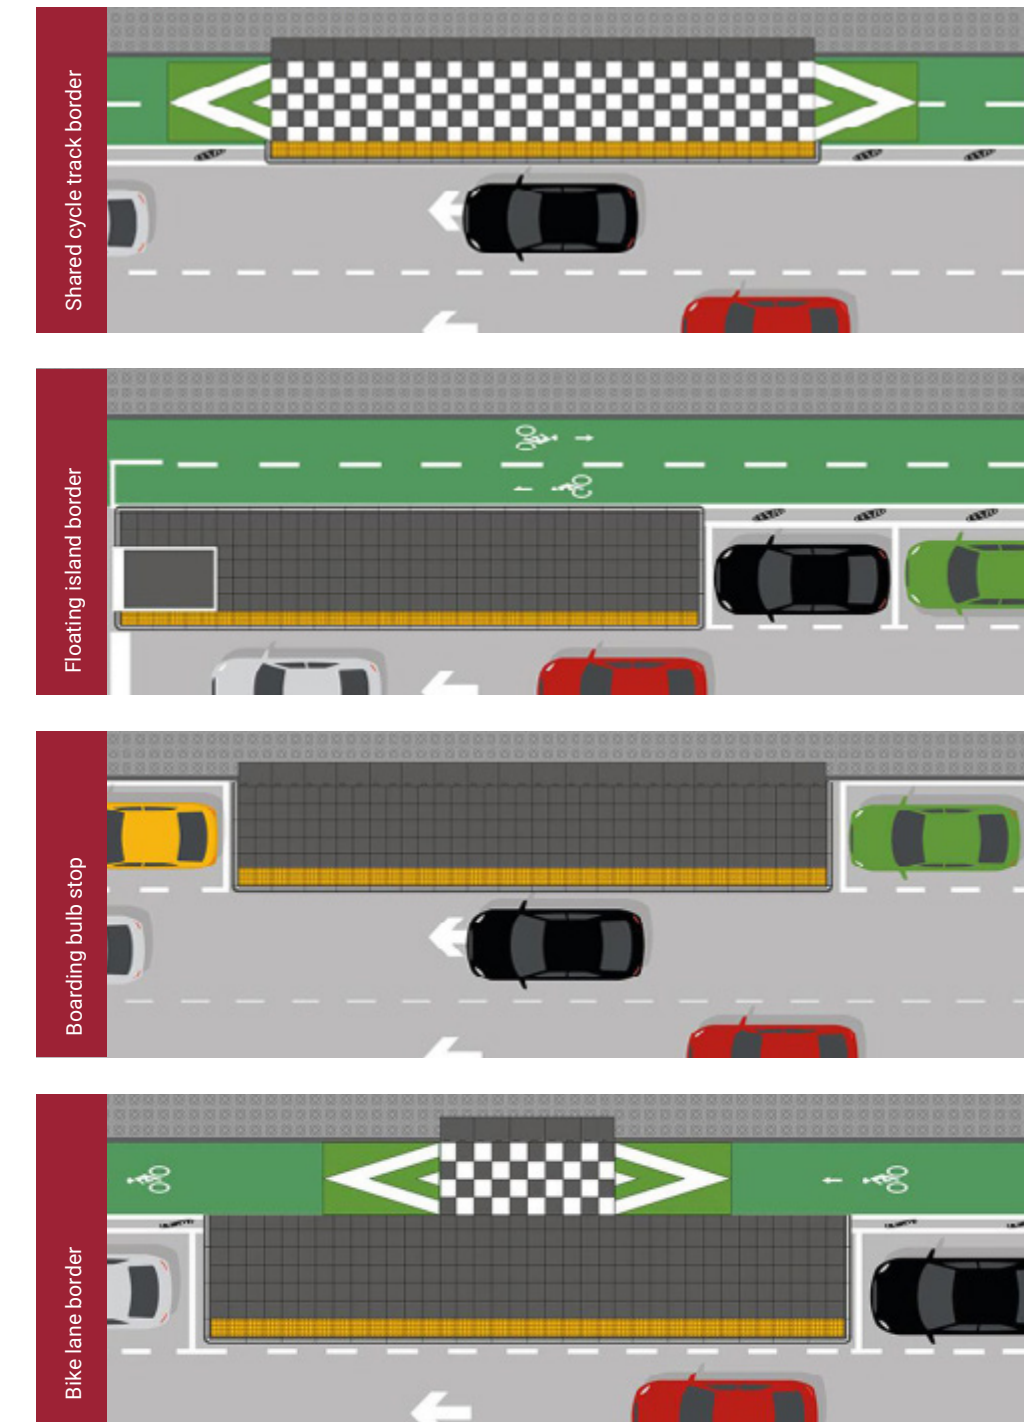 Shared cycle track border
Floating island border
Boarding bulb stop
Bike lane border